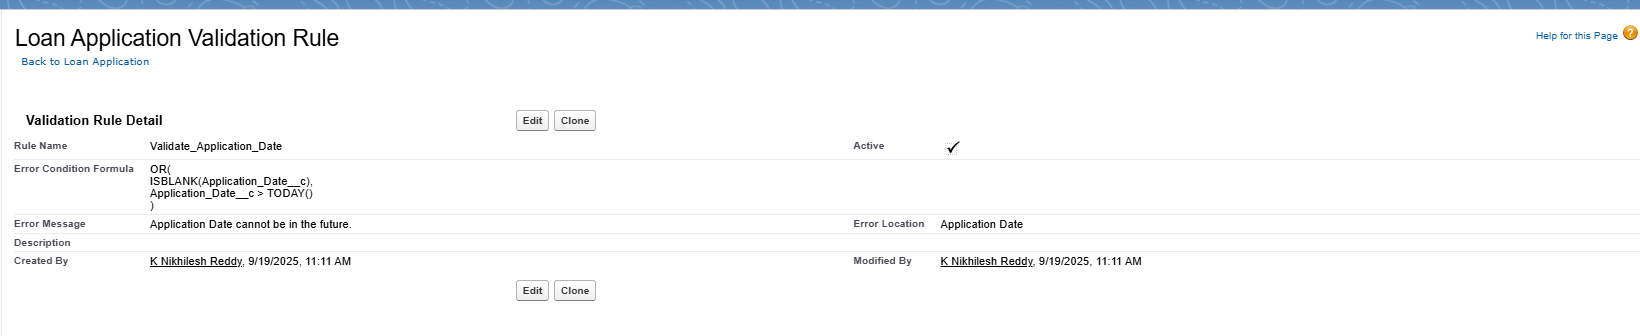 Loan Application Validation Rule
Help for this Page ?
Back to Loan Application
Validation Rule Detail
Edit Clone
Rule Name Validate_Application_Date Active
Error Condition Formula OR(
ISBLANK(Application_Date__c),
Application_Date__c > TODAY()
)
Error Message Application Date cannot be in the future. Error Location Application Date
Description
Created By K Nikhilesh Reddy, 9/19/2025, 11:11 AM Modified By K Nikhilesh Reddy, 9/19/2025, 11:11 AM
Edit Clone